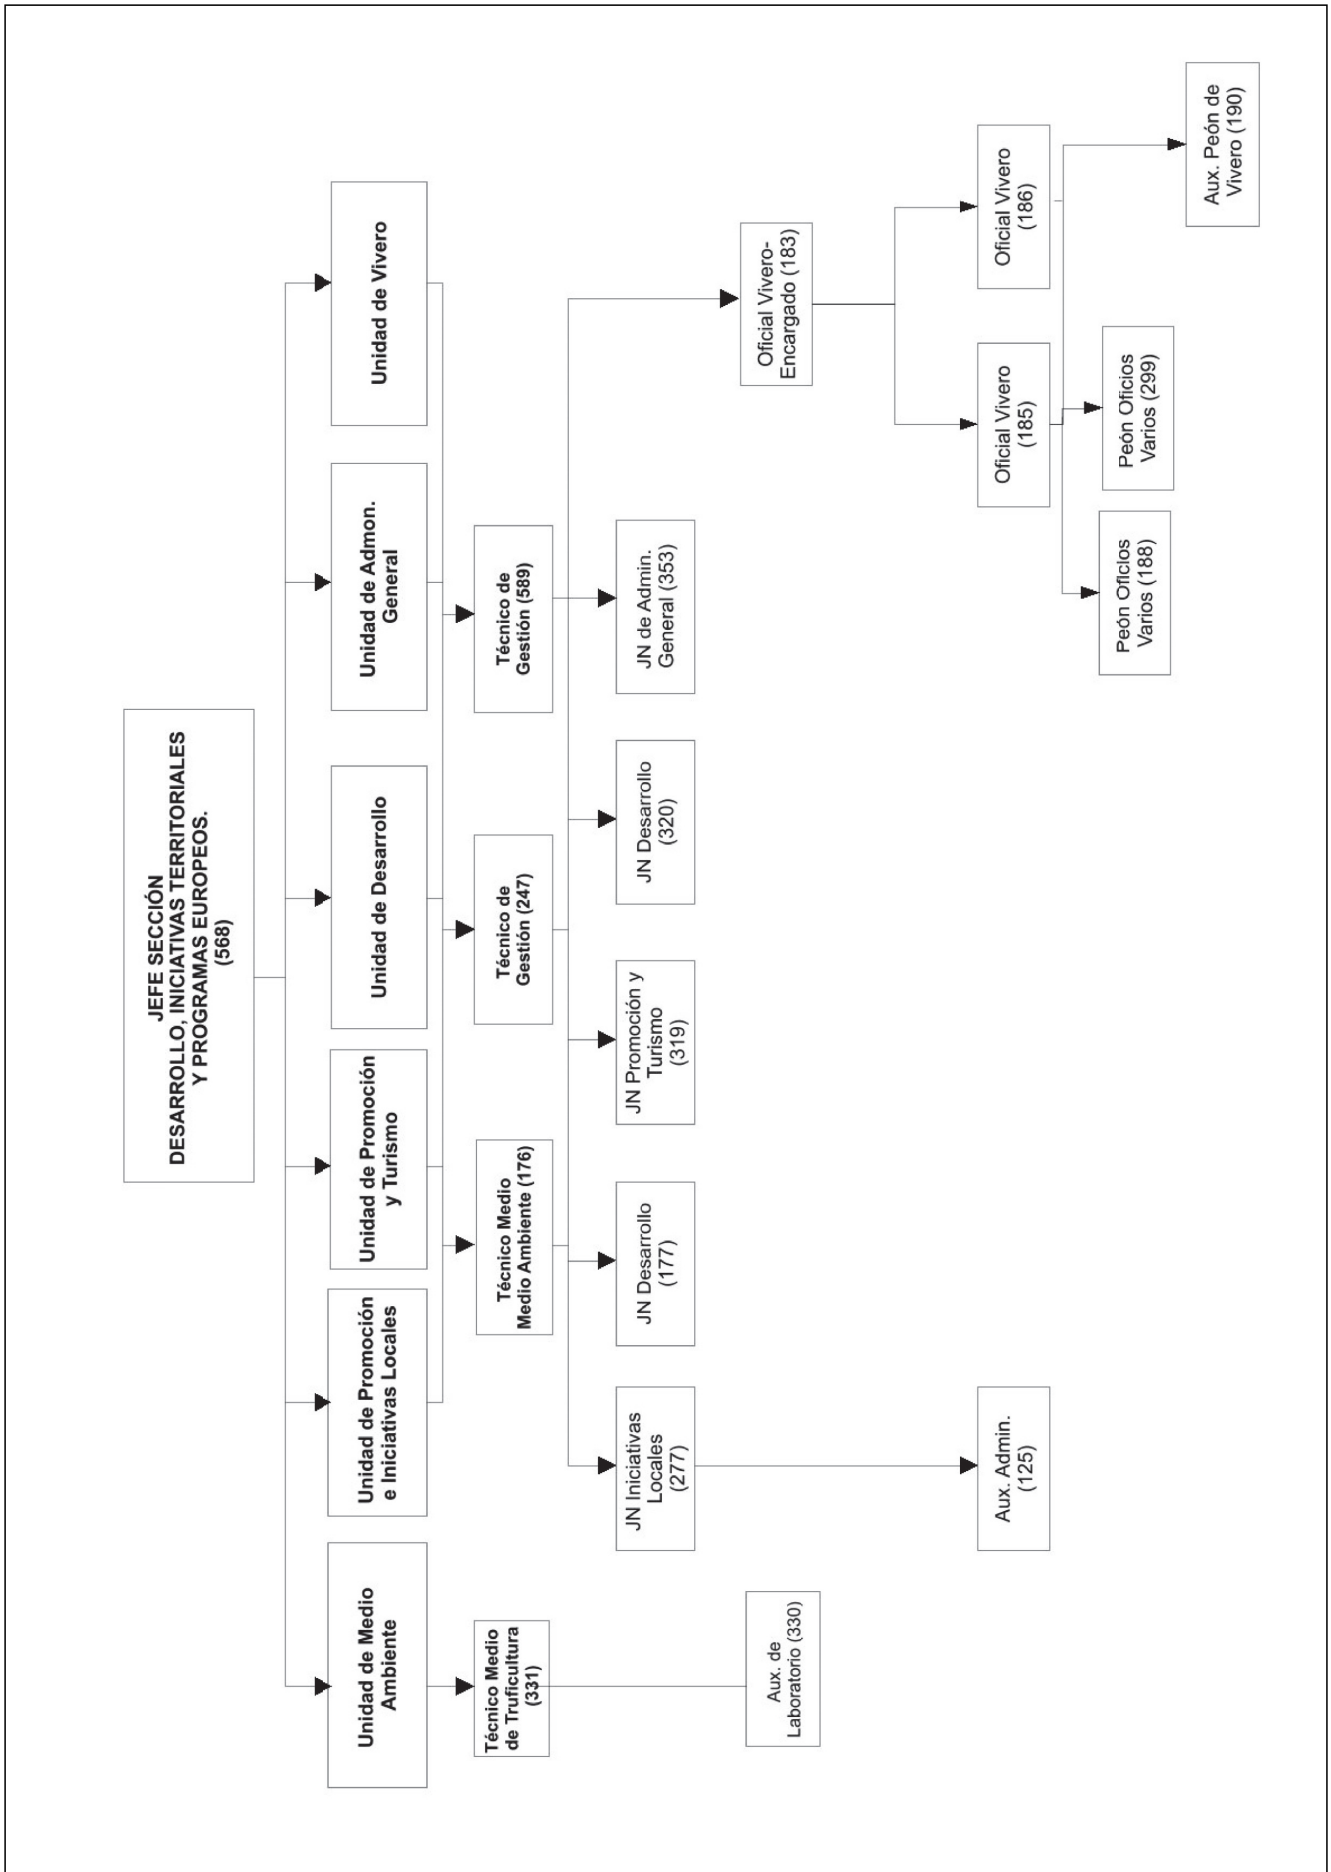 JEFE SECCIÓN
DESARROLLO, INICIATIVAS TERRITORIALES
Y PROGRAMAS EUROPEOS.
(568)
Unidad de Medio
Ambiente
Unidad de Promoción
e Iniciativas Locales
Unidad de Promoción
y Turismo
Unidad de Desarrollo
Unidad de Admon.
General
Unidad de Vivero
Técnico Medio
de Truficultura
(331)
Técnico Medio
Medio Ambiente (176)
Técnico de
Gestión (247)
Técnico de
Gestión (589)
JN Iniciativas
Locales
(277)
JN Desarrollo
(177)
JN Promoción y
Turismo
(319)
JN Desarrollo
(320)
JN de Admin.
General (353)
Aux. de
Laboratorio (330)
Oficial Vivero-
Encargado (183)
Aux. Admin.
(125)
Oficial Vivero
(185)
Oficial Vivero
(186)
Peón Oficios
Varios (188)
Peón Oficios
Varios (299)
Aux. Peón de
Vivero (190)